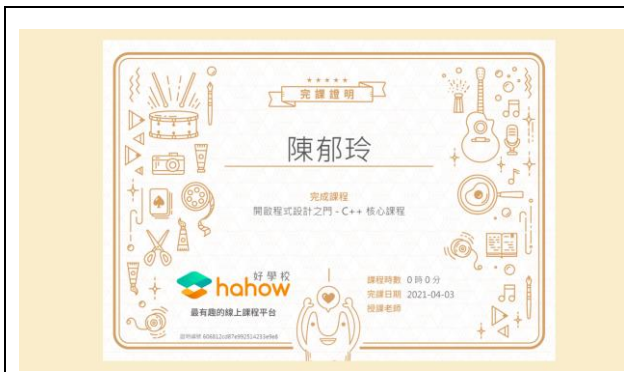 完課證明
陳郁玲
完成課程
開啟程式設計之門 - C++ 核心課程
好學校
hahow
最有趣的線上課程平台
課程時數 0 時 0 分
完課日期 2021-04-03
授課老師